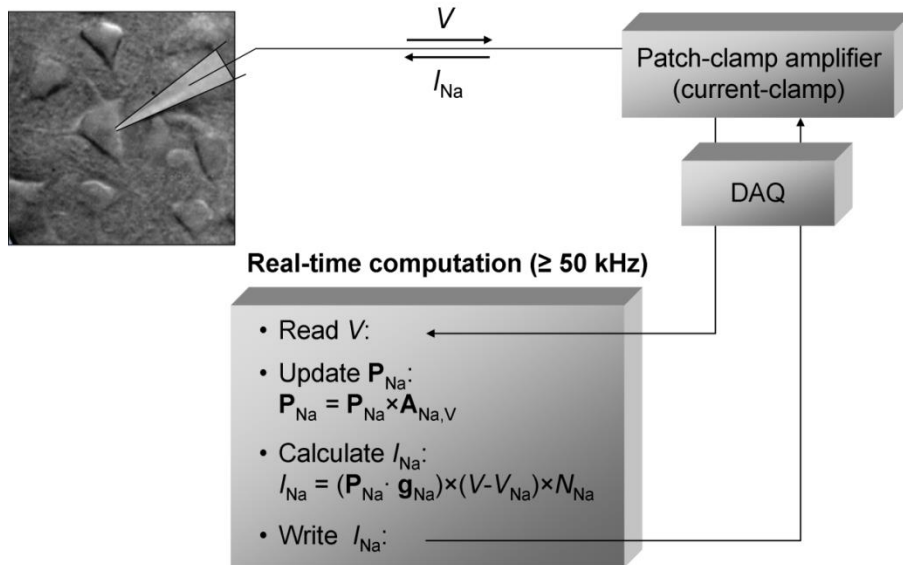 V
I_Na
Patch-clamp amplifier
(current-clamp)
DAQ
Real-time computation (≥ 50 kHz)
• Read V:
• Update P_Na:
P_Na = P_Na×A_Na,V
• Calculate I_Na:
I_Na = (P_Na· g_Na)×(V-V_Na)×N_Na
• Write I_Na: